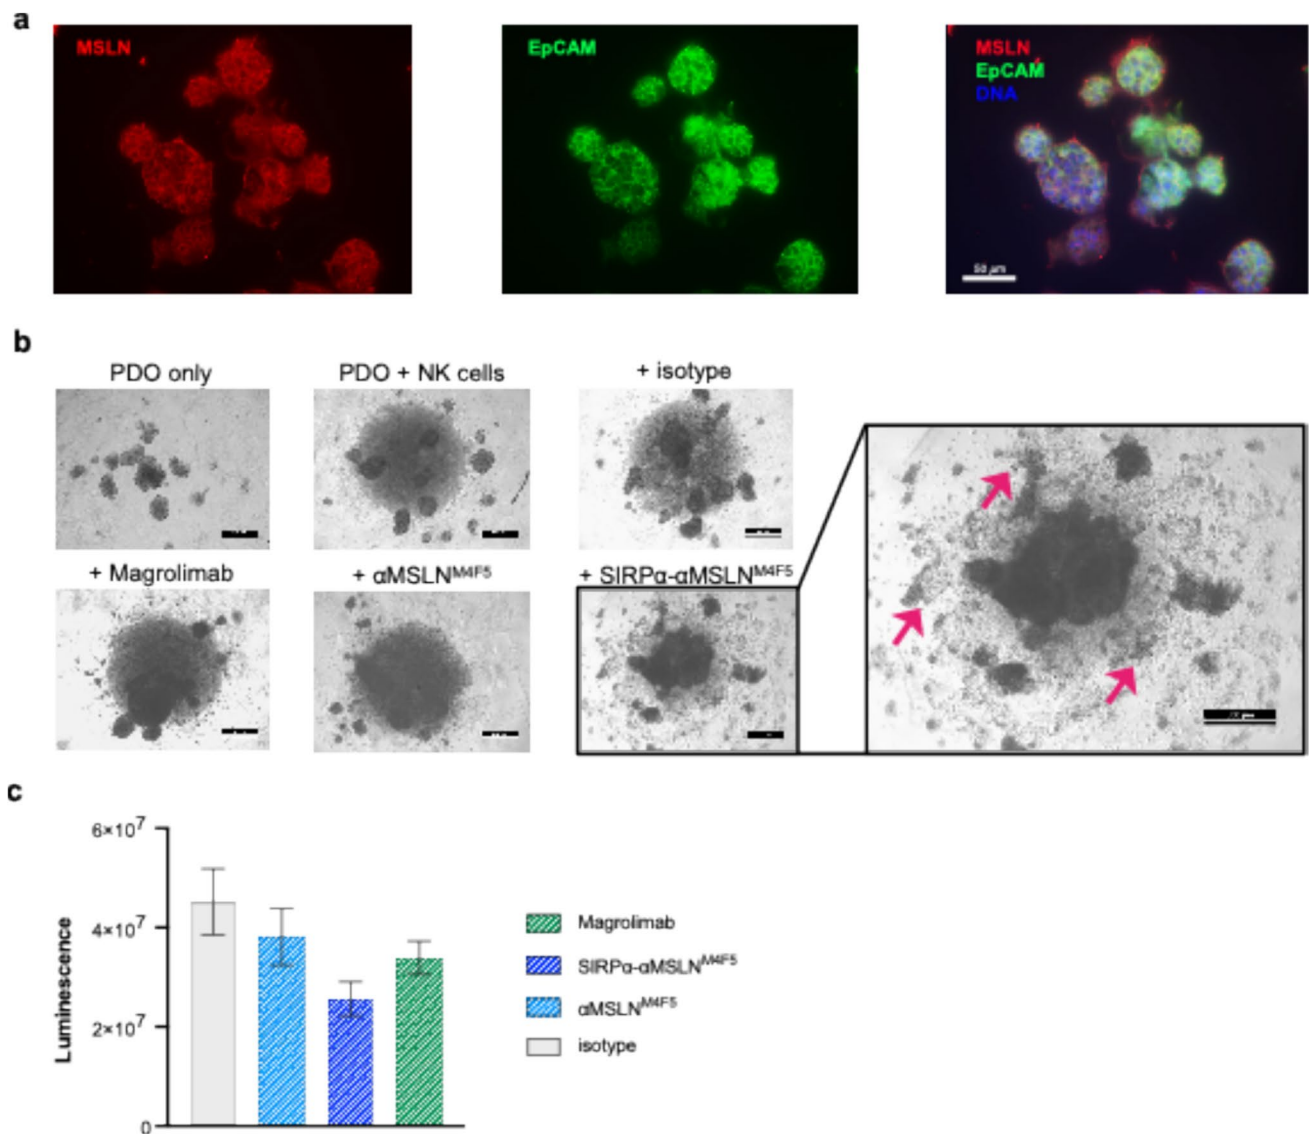 a
MSLN
EpCAM
MSLN
EpCAM
DNA
50 µm
b
PDO only
PDO + NK cells
+ isotype
+ Magrolimab
+ αMSLN^M4F5
+ SIRPα-αMSLN^M4F5
c
6×10^7
4×10^7
2×10^7
0
Luminescence
Magrolimab
SIRPα-αMSLN^M4F5
αMSLN^M4F5
isotype